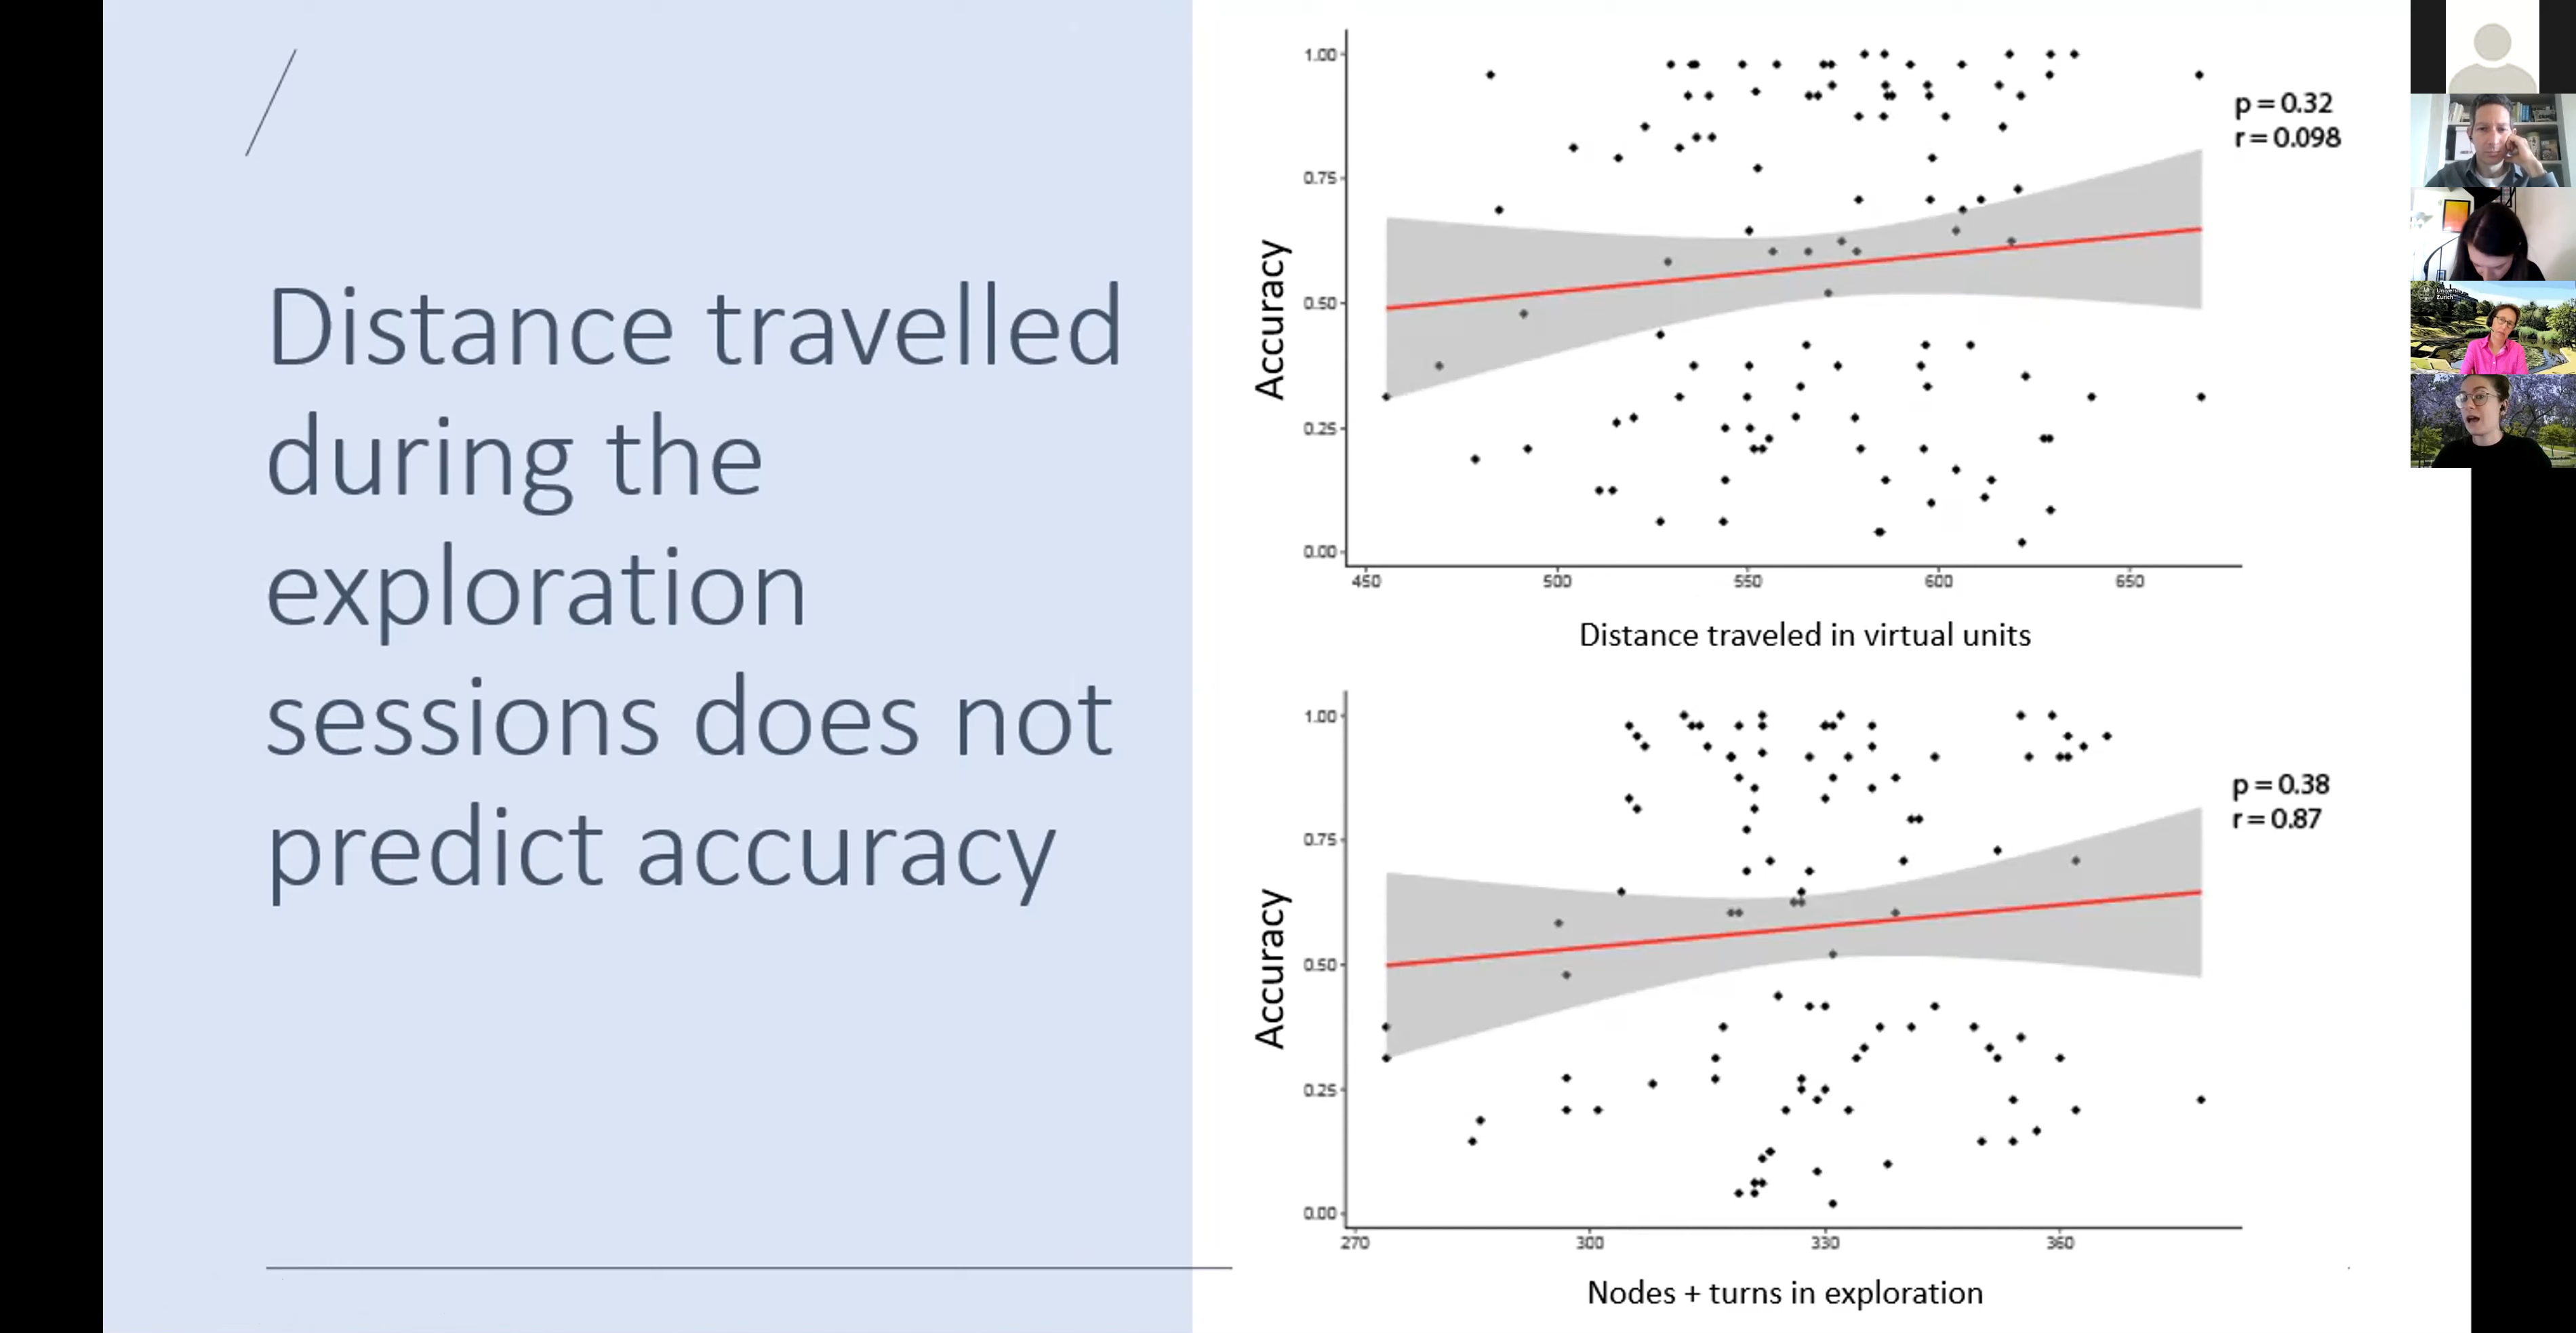 Distance travelled
during the
exploration
sessions does not
predict accuracy
1.00
0.75
0.50
0.25
0.00
Accuracy
450
500
550
600
650
Distance traveled in virtual units
p = 0.32
r = 0.098
1.00
0.75
0.50
0.25
0.00
Accuracy
270
300
330
360
Nodes + turns in exploration
p = 0.38
r = 0.87